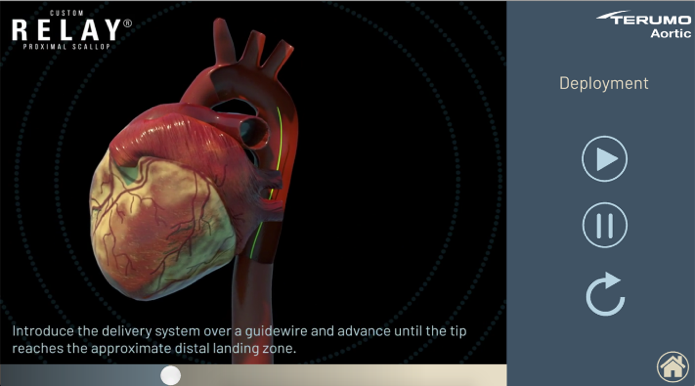 CUSTOM
RELAY®
PROXIMAL SCALLOP
TERUMO
Aortic
Deployment
Introduce the delivery system over a guidewire and advance until the tip
reaches the approximate distal landing zone.